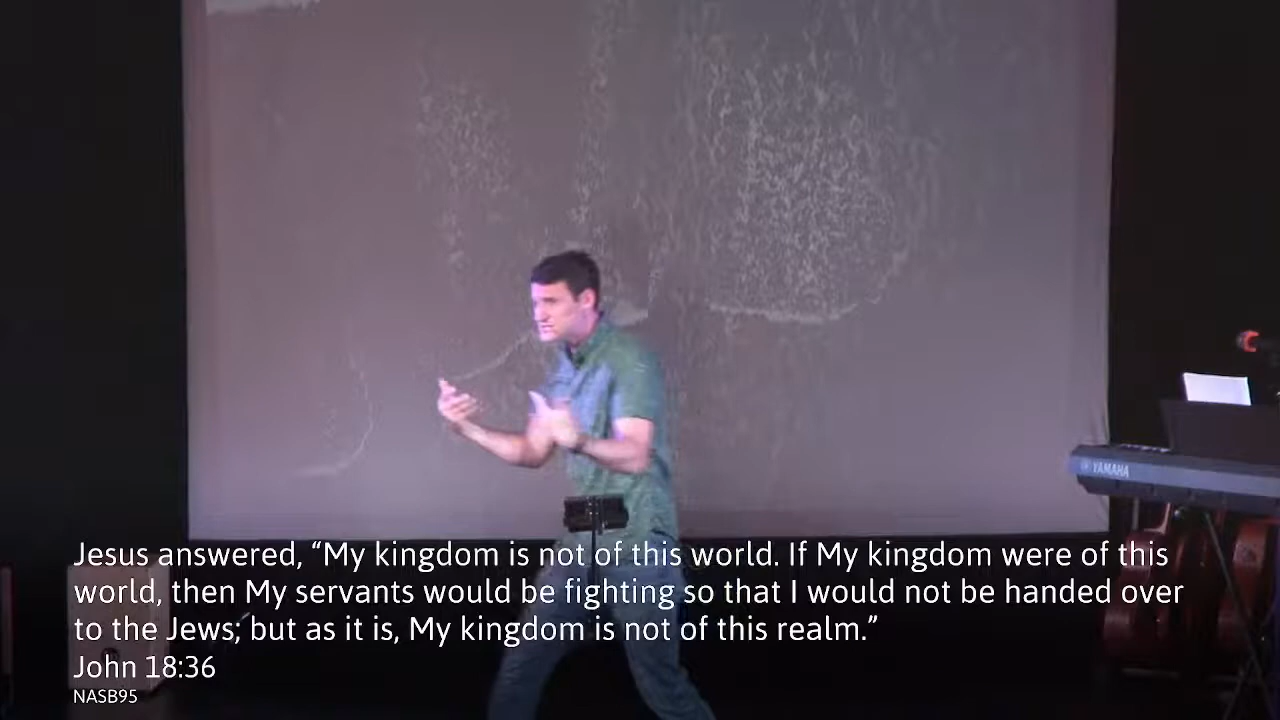 YAMAHA
Jesus answered, “My kingdom is not of this world. If My kingdom were of this
world, then My servants would be fighting so that I would not be handed over
to the Jews; but as it is, My kingdom is not of this realm.”
John 18:36
NASB95